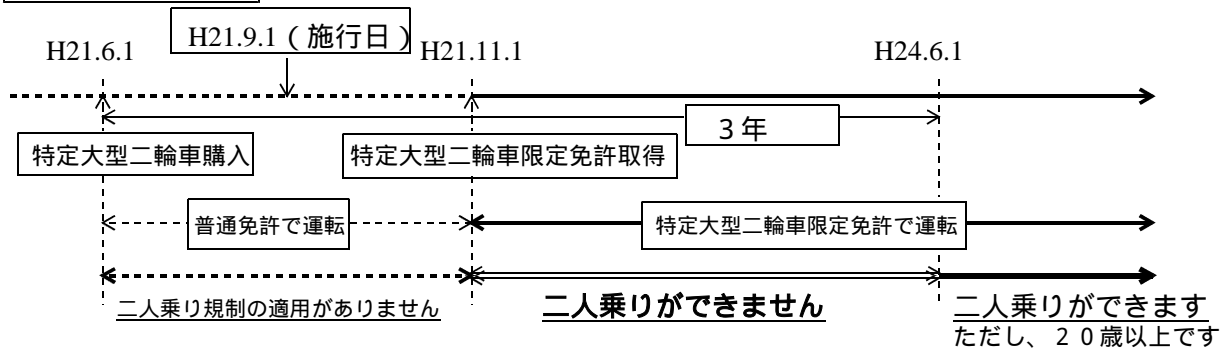 H21.6.1
H21.9.1（施行日）
H21.11.1
H24.6.1
３年
特定大型二輪車購入
特定大型二輪車限定免許取得
普通免許で運転
特定大型二輪車限定免許で運転
二人乗り規制の適用がありません
二人乗りができません
二人乗りができます
ただし、２０歳以上です